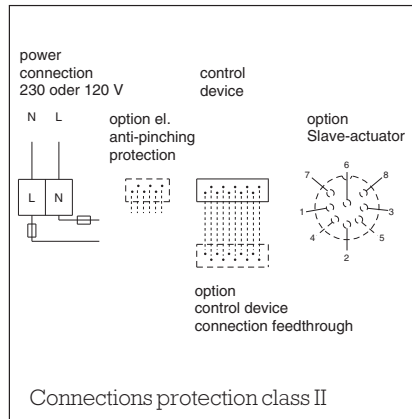 power
connection
230 oder 120 V
control
device
N L
option el.
anti-pinching
protection
option
Slave-actuator
L N
6
7 8
1 3
4 5
2
option
control device
connection feedthrough
Connections protection class II